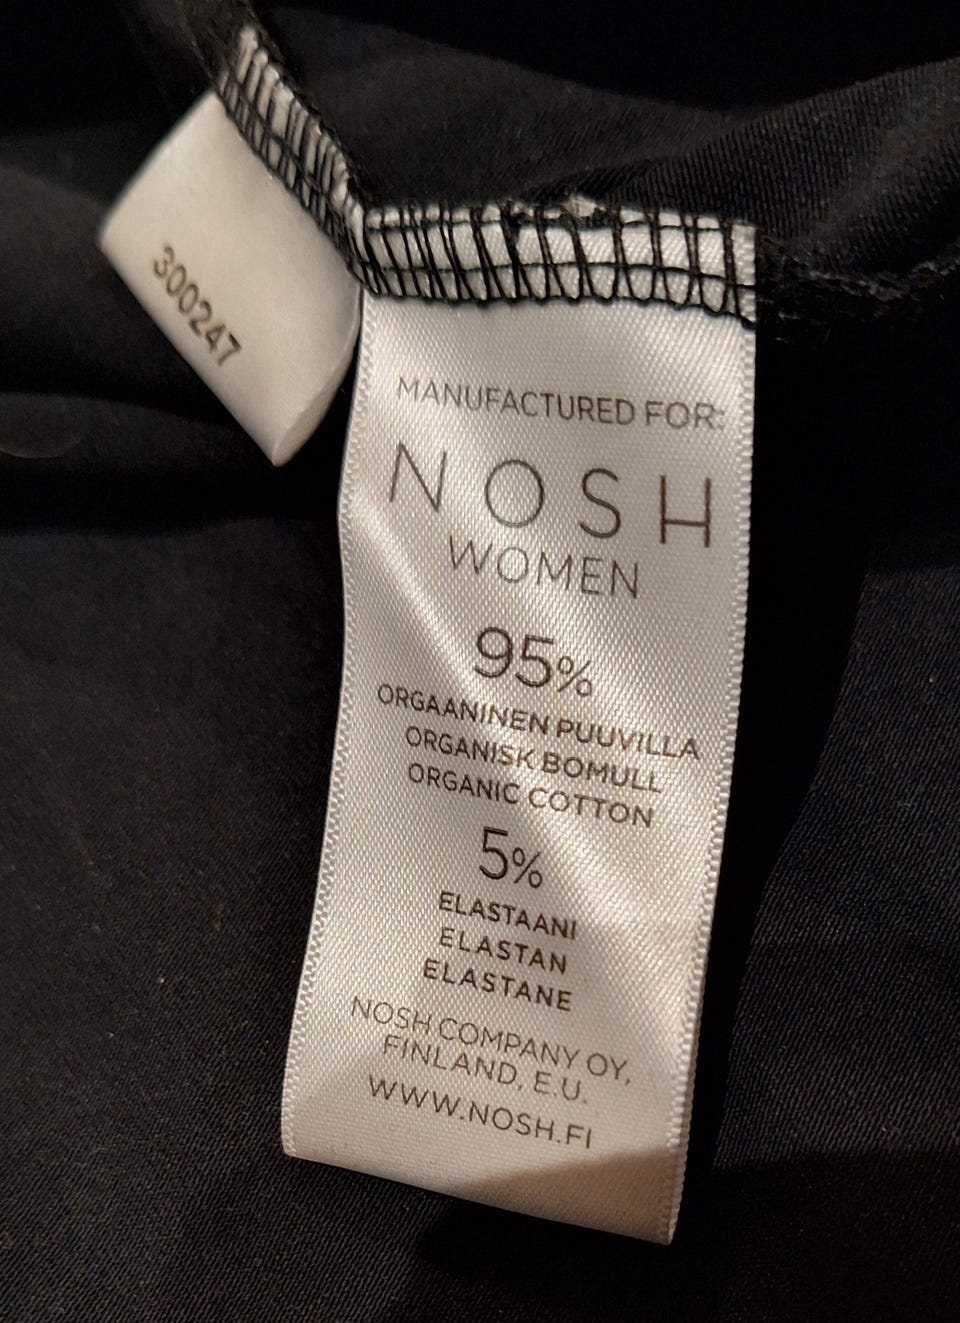 300247
MANUFACTURED FOR:
NOSH
WOMEN
95%
ORGAANINEN PUUVILLA
ORGANISK BOMULL
ORGANIC COTTON
5%
ELASTAANI
ELASTAN
ELASTANE
NOSH COMPANY OY,
FINLAND, E.U.
WWW.NOSH.FI